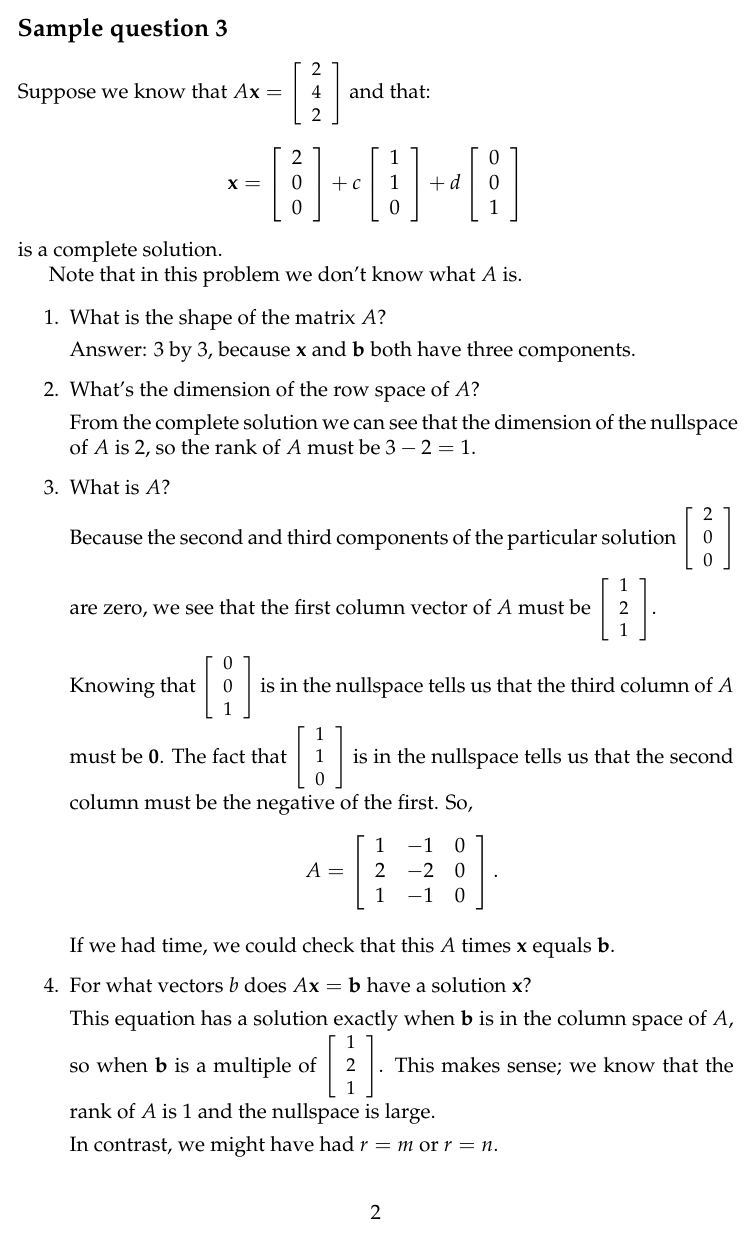 Sample question 3
Suppose we know that Ax = [ 2 4 2 ] and that:
x = [ 2 0 0 ] + c [ 1 1 0 ] + d [ 0 0 1 ]
is a complete solution.
Note that in this problem we don't know what A is.
1. What is the shape of the matrix A?
Answer: 3 by 3, because x and b both have three components.
2. What's the dimension of the row space of A?
From the complete solution we can see that the dimension of the nullspace
of A is 2, so the rank of A must be 3 − 2 = 1.
3. What is A?
Because the second and third components of the particular solution [ 2 0 0 ]
are zero, we see that the first column vector of A must be [ 1 2 1 ].
Knowing that [ 0 0 1 ] is in the nullspace tells us that the third column of A
must be 0. The fact that [ 1 1 0 ] is in the nullspace tells us that the second
column must be the negative of the first. So,
A = [ 1 −1 0
2 −2 0
1 −1 0 ].
If we had time, we could check that this A times x equals b.
4. For what vectors b does Ax = b have a solution x?
This equation has a solution exactly when b is in the column space of A,
so when b is a multiple of [ 1 2 1 ]. This makes sense; we know that the
rank of A is 1 and the nullspace is large.
In contrast, we might have had r = m or r = n.
2